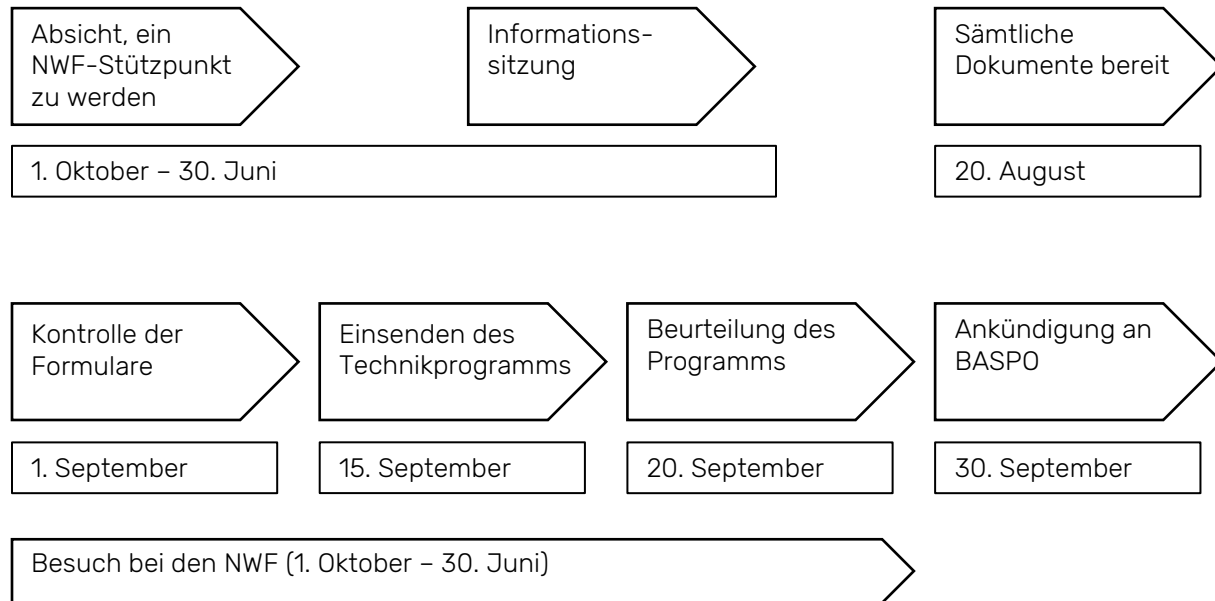 Absicht, ein
NWF-Stützpunkt
zu werden
Informations-
sitzung
Sämtliche
Dokumente bereit
1. Oktober – 30. Juni
20. August
Kontrolle der
Formulare
Einsenden des
Technikprogramms
Beurteilung des
Programms
Ankündigung an
BASPO
1. September
15. September
20. September
30. September
Besuch bei den NWF (1. Oktober – 30. Juni)